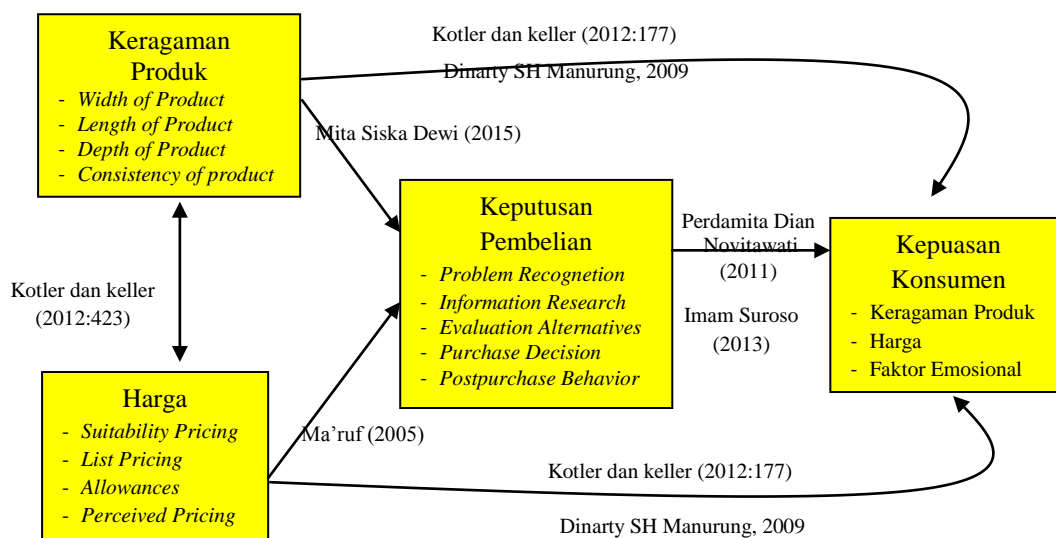 Keragaman
Produk
- Width of Product
- Length of Product
- Depth of Product
- Consistency of product
Kotler dan keller (2012:177)
Dinarty SH Manurung, 2009
Mita Siska Dewi (2015)
Keputusan
Pembelian
- Problem Recognetion
- Information Research
- Evaluation Alternatives
- Purchase Decision
- Postpurchase Behavior
Perdamita Dian
Novitawati
(2011)
Imam Suroso
(2013)
Kepuasan
Konsumen
- Keragaman Produk
- Harga
- Faktor Emosional
Kotler dan keller
(2012:423)
Harga
- Suitability Pricing
- List Pricing
- Allowances
- Perceived Pricing
Ma’ruf (2005)
Kotler dan keller (2012:177)
Dinarty SH Manurung, 2009